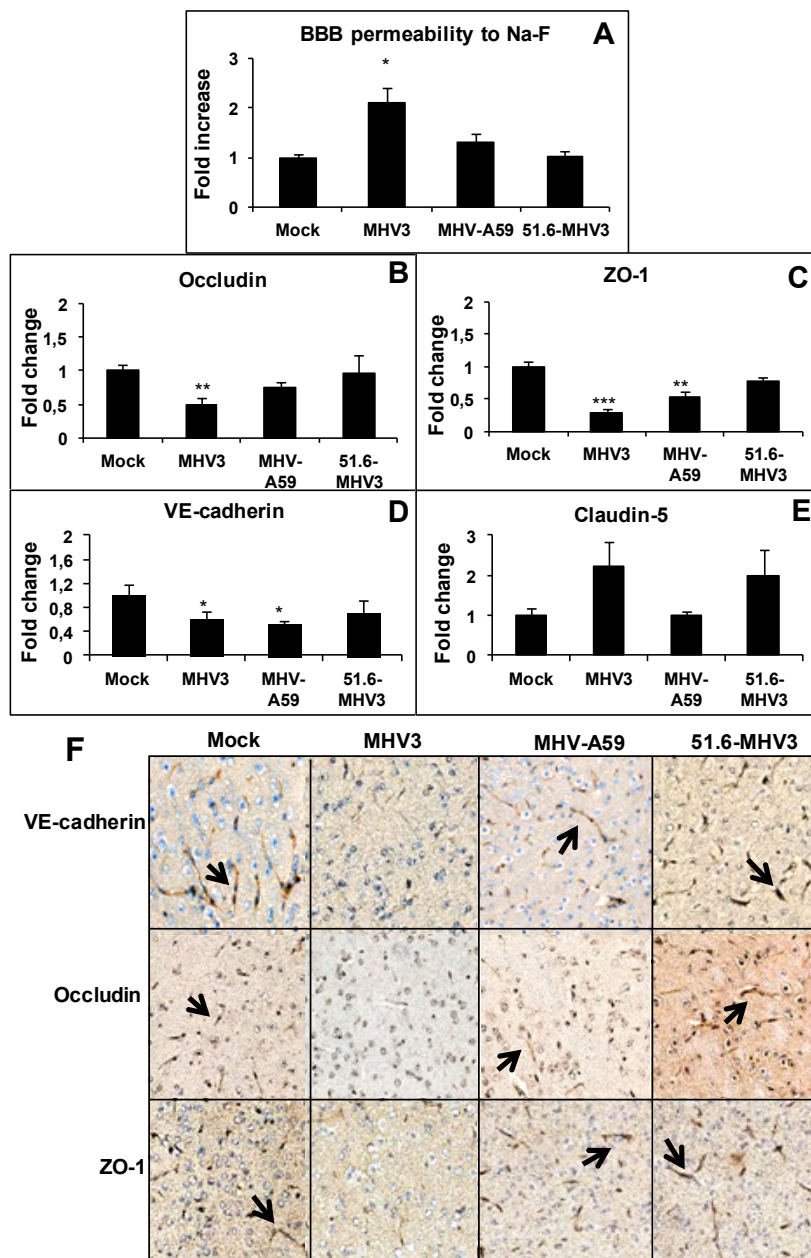 BBB permeability to Na-F A
Fold increase
3
2
1
0
*
Mock MHV3 MHV-A59 51.6-MHV3
Occludin B
Fold change
2
1,5
1
0,5
0
**
Mock MHV3 MHV-A59 51.6-MHV3
ZO-1 C
Fold change
2
1,5
1
0,5
0
***
**
Mock MHV3 MHV-A59 51.6-MHV3
VE-cadherin D
Fold change
2
1,6
1,2
0,8
0,4
0
* *
Mock MHV3 MHV-A59 51.6-MHV3
Claudin-5 E
Fold change
3
2
1
0
Mock MHV3 MHV-A59 51.6-MHV3
F
Mock MHV3 MHV-A59 51.6-MHV3
VE-cadherin
Occludin
ZO-1